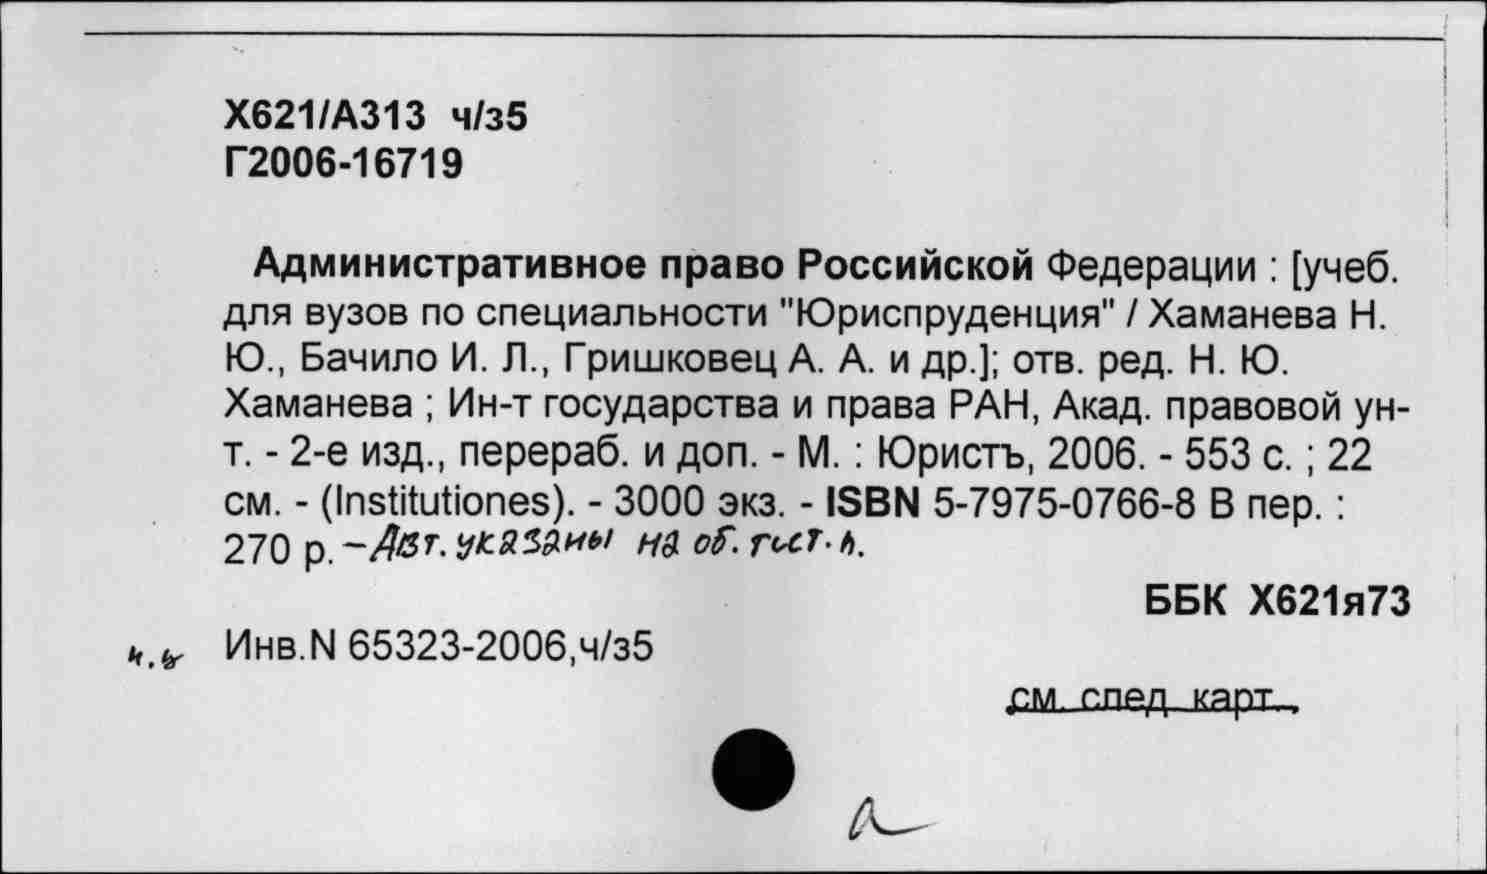 Х621/А313 ч/з5
Г2006-16719
Административное право Российской Федерации : [учеб.
для вузов по специальности "Юриспруденция" / Хаманева Н.
Ю., Бачило И. Л., Гришковец А. А. и др.]; отв. ред. Н. Ю.
Хаманева ; Ин-т государства и права РАН, Акад. правовой ун-
т. - 2-е изд., перераб. и доп. - М. : Юристъ, 2006. - 553 с. ; 22
см. - (Institutiones). - 3000 экз. - ISBN 5-7975-0766-8 В пер. :
270 р. - Авт. указаны на об. тит. л.
ББК Х621я73
Инв.N 65323-2006,ч/з5
см. след. карт.